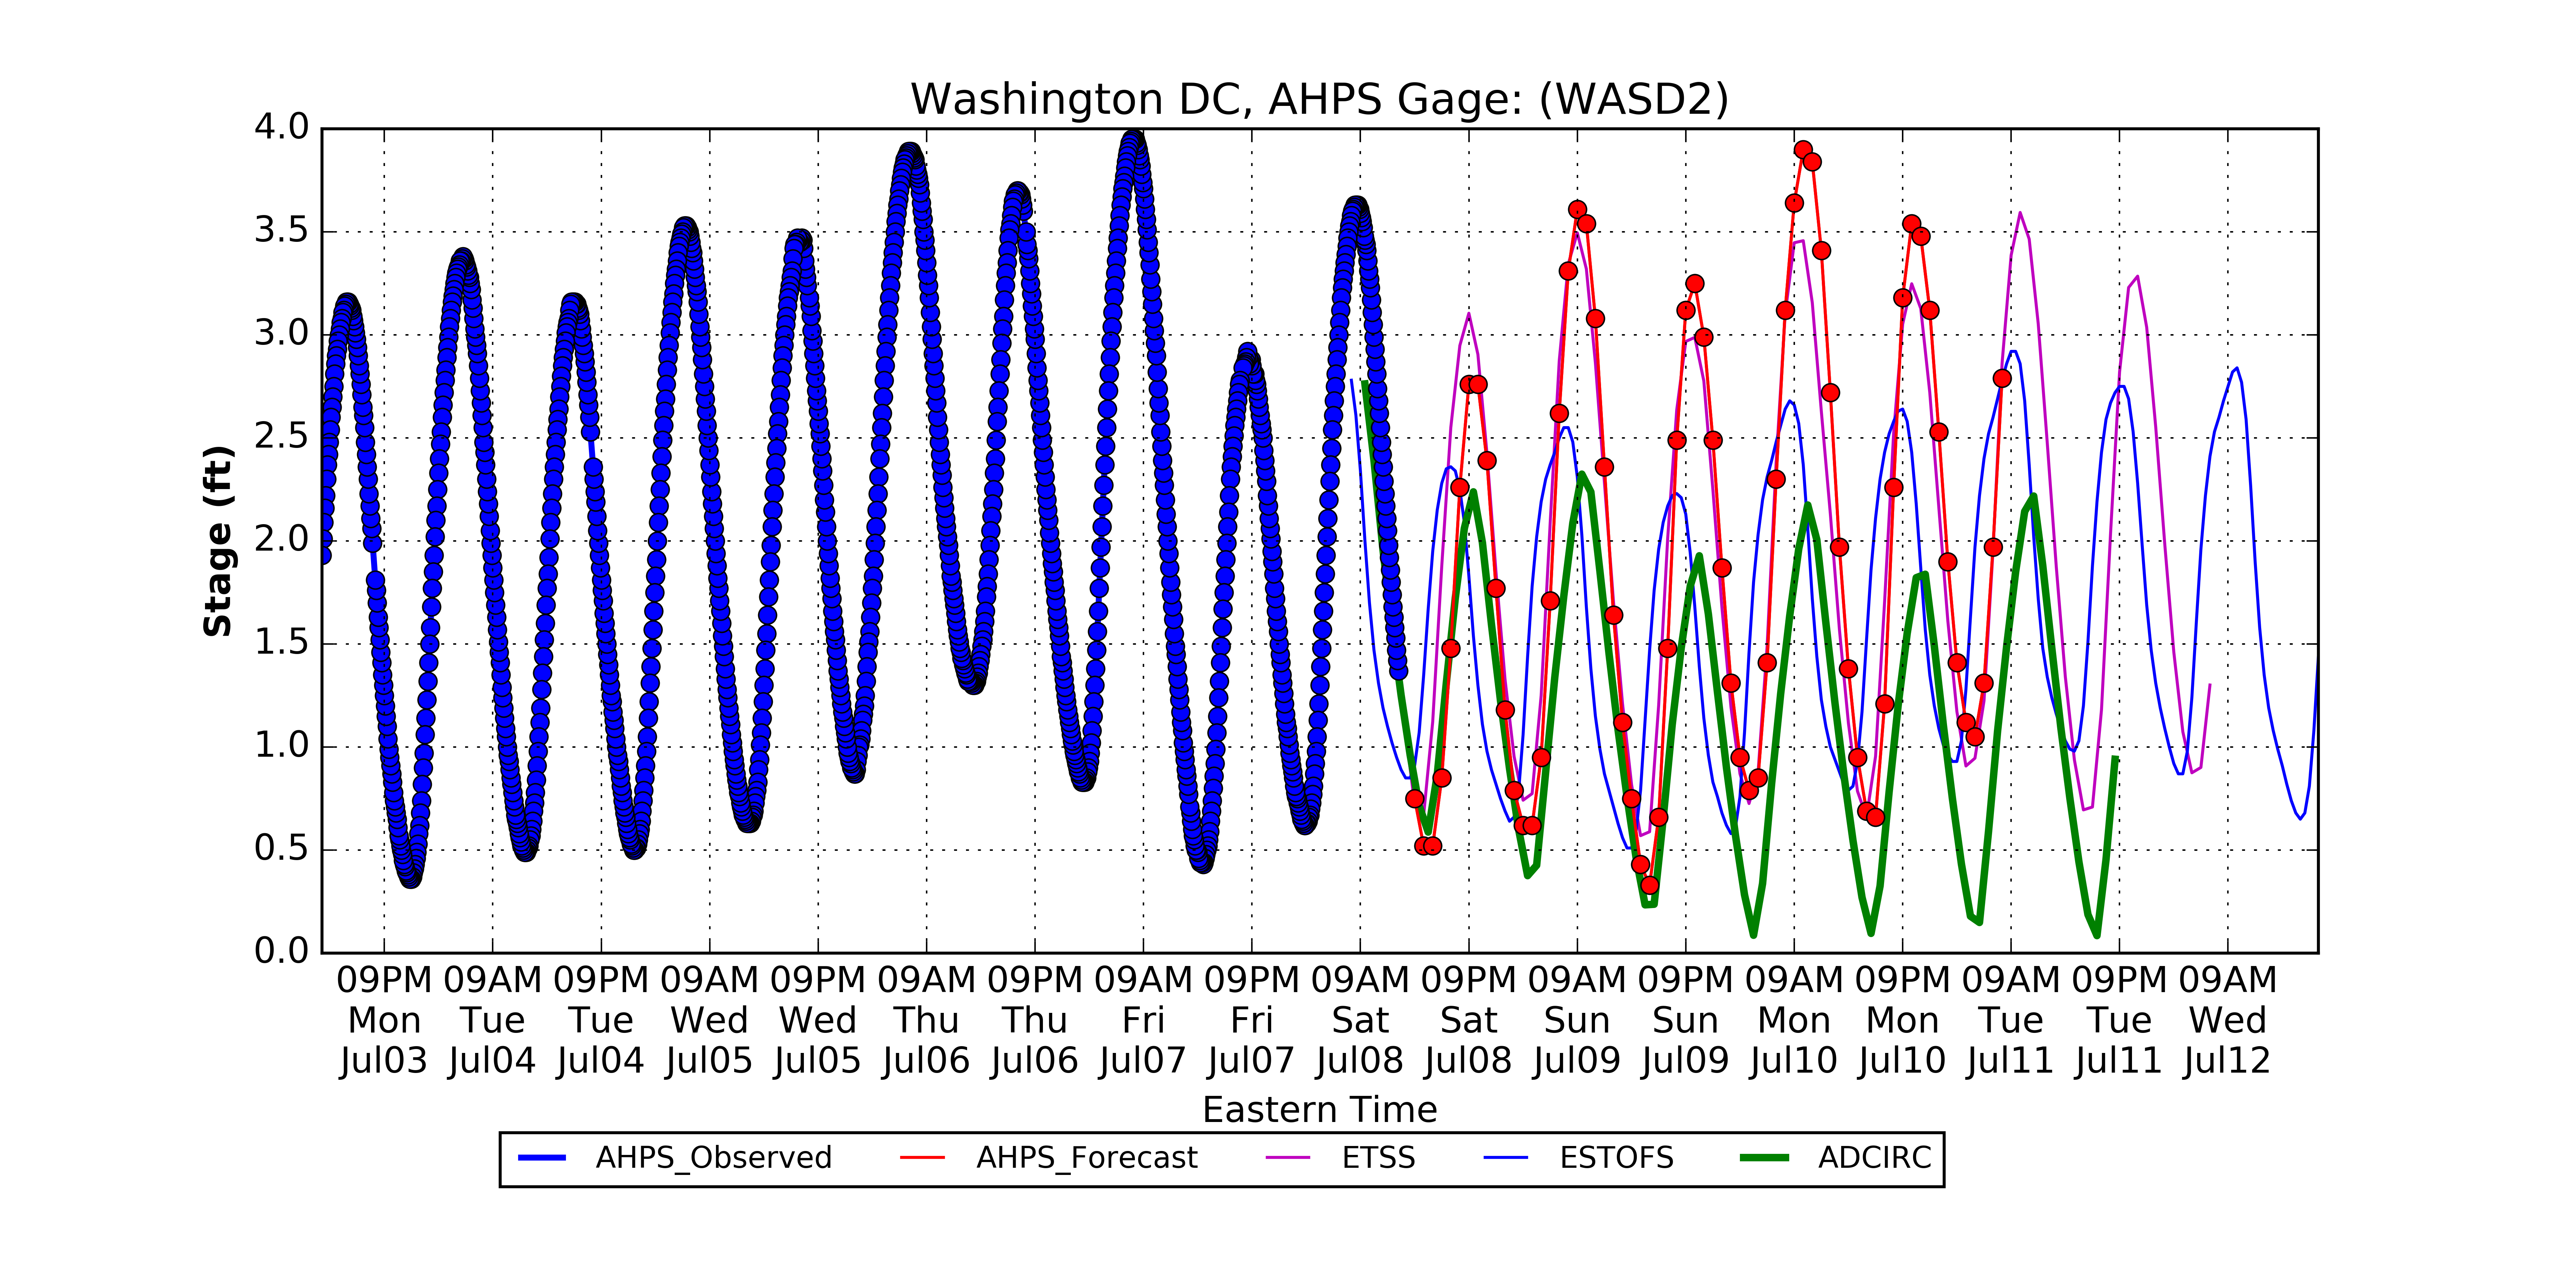 Washington DC, AHPS Gage: (WASD2)
4.0
3.5
3.0
2.5
2.0
1.5
1.0
0.5
0.0
Stage (ft)
09PM 09AM 09PM 09AM 09PM 09AM 09PM 09AM 09PM 09AM 09PM 09AM 09PM 09AM 09PM 09AM 09PM 09AM
Mon Tue Tue Wed Wed Thu Thu Fri Fri Sat Sat Sun Sun Mon Mon Tue Tue Wed
Jul03 Jul04 Jul04 Jul05 Jul05 Jul06 Jul06 Jul07 Jul07 Jul08 Jul08 Jul09 Jul09 Jul10 Jul10 Jul11 Jul11 Jul12
Eastern Time
AHPS_Observed AHPS_Forecast ETSS ESTOFS ADCIRC